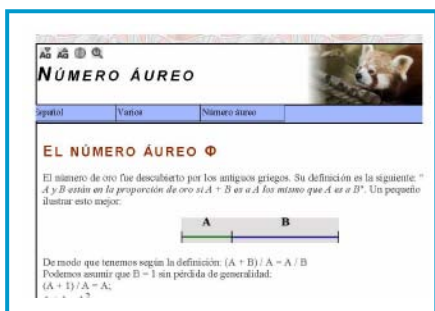 NÚMERO ÁUREO
Español Varios Número áureo
EL NÚMERO ÁUREO Φ
El número de oro fue descubierto por los antiguos griegos. Su definición es la siguiente: "
A y B están en la proporción de oro si A + B es a A los mismo que A es a B". Un pequeño
ilustrar esto mejor:
A B
De modo que tenemos según la definición: (A + B) / A = A / B
Podemos asumir que B = 1 sin pérdida de generalidad:
(A + 1) / A = A;